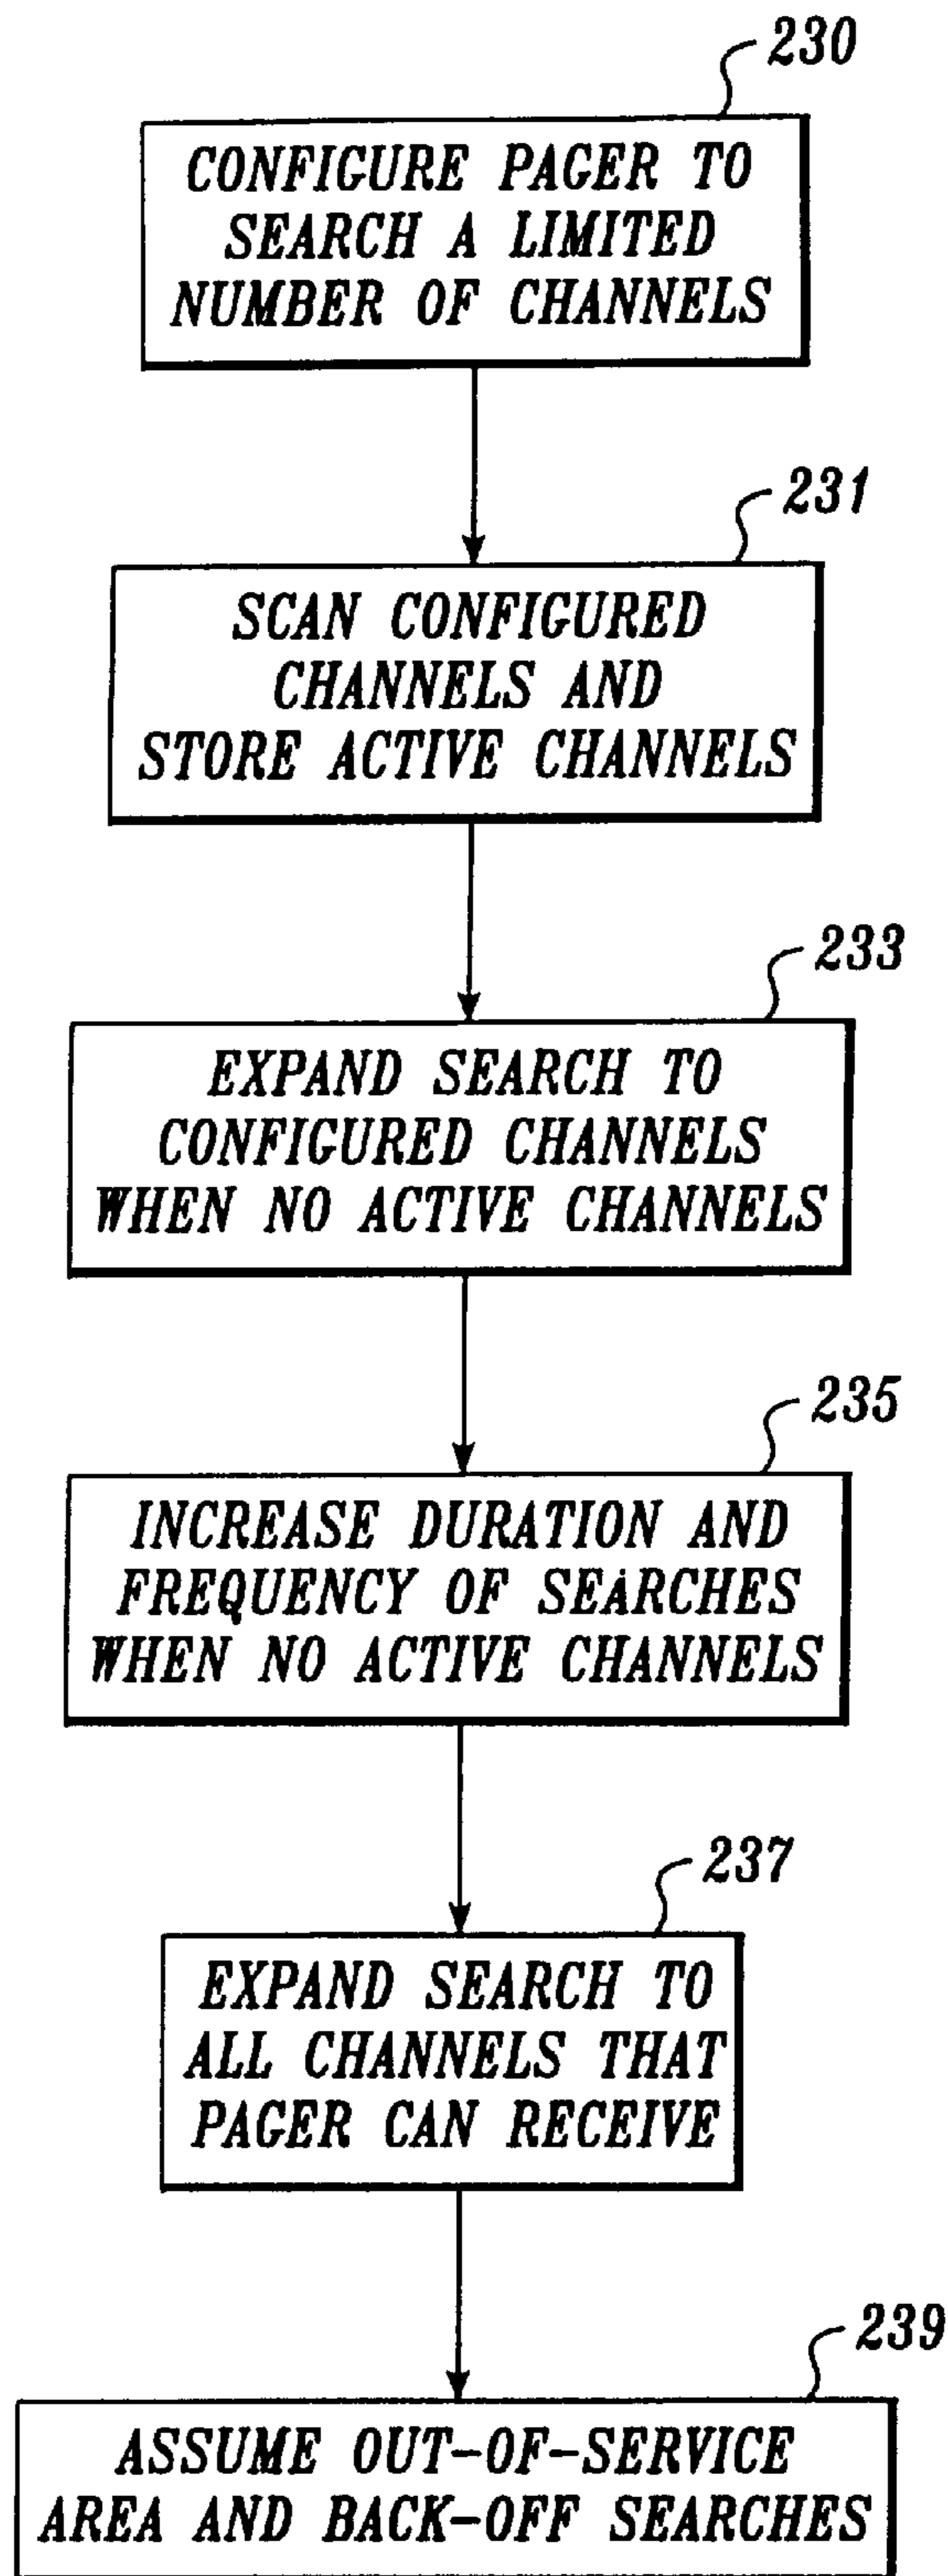 230
CONFIGURE PAGER TO
SEARCH A LIMITED
NUMBER OF CHANNELS
231
SCAN CONFIGURED
CHANNELS AND
STORE ACTIVE CHANNELS
233
EXPAND SEARCH TO
CONFIGURED CHANNELS
WHEN NO ACTIVE CHANNELS
235
INCREASE DURATION AND
FREQUENCY OF SEARCHES
WHEN NO ACTIVE CHANNELS
237
EXPAND SEARCH TO
ALL CHANNELS THAT
PAGER CAN RECEIVE
239
ASSUME OUT-OF-SERVICE
AREA AND BACK-OFF SEARCHES